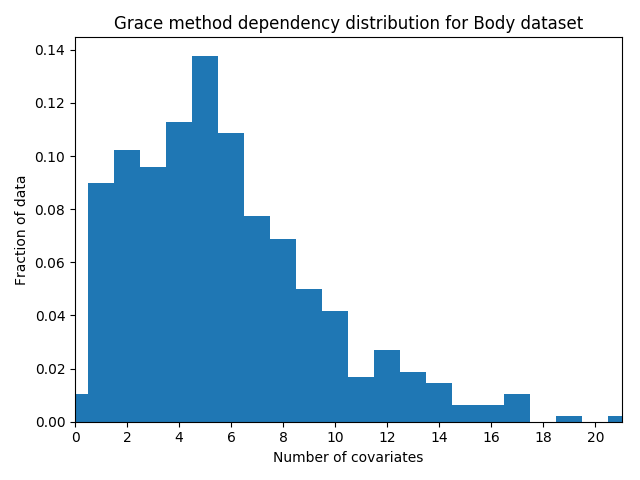 Grace method dependency distribution for Body dataset
0.14
0.12
0.10
0.08
0.06
0.04
0.02
0.00
Fraction of data
0 2 4 6 8 10 12 14 16 18 20
Number of covariates